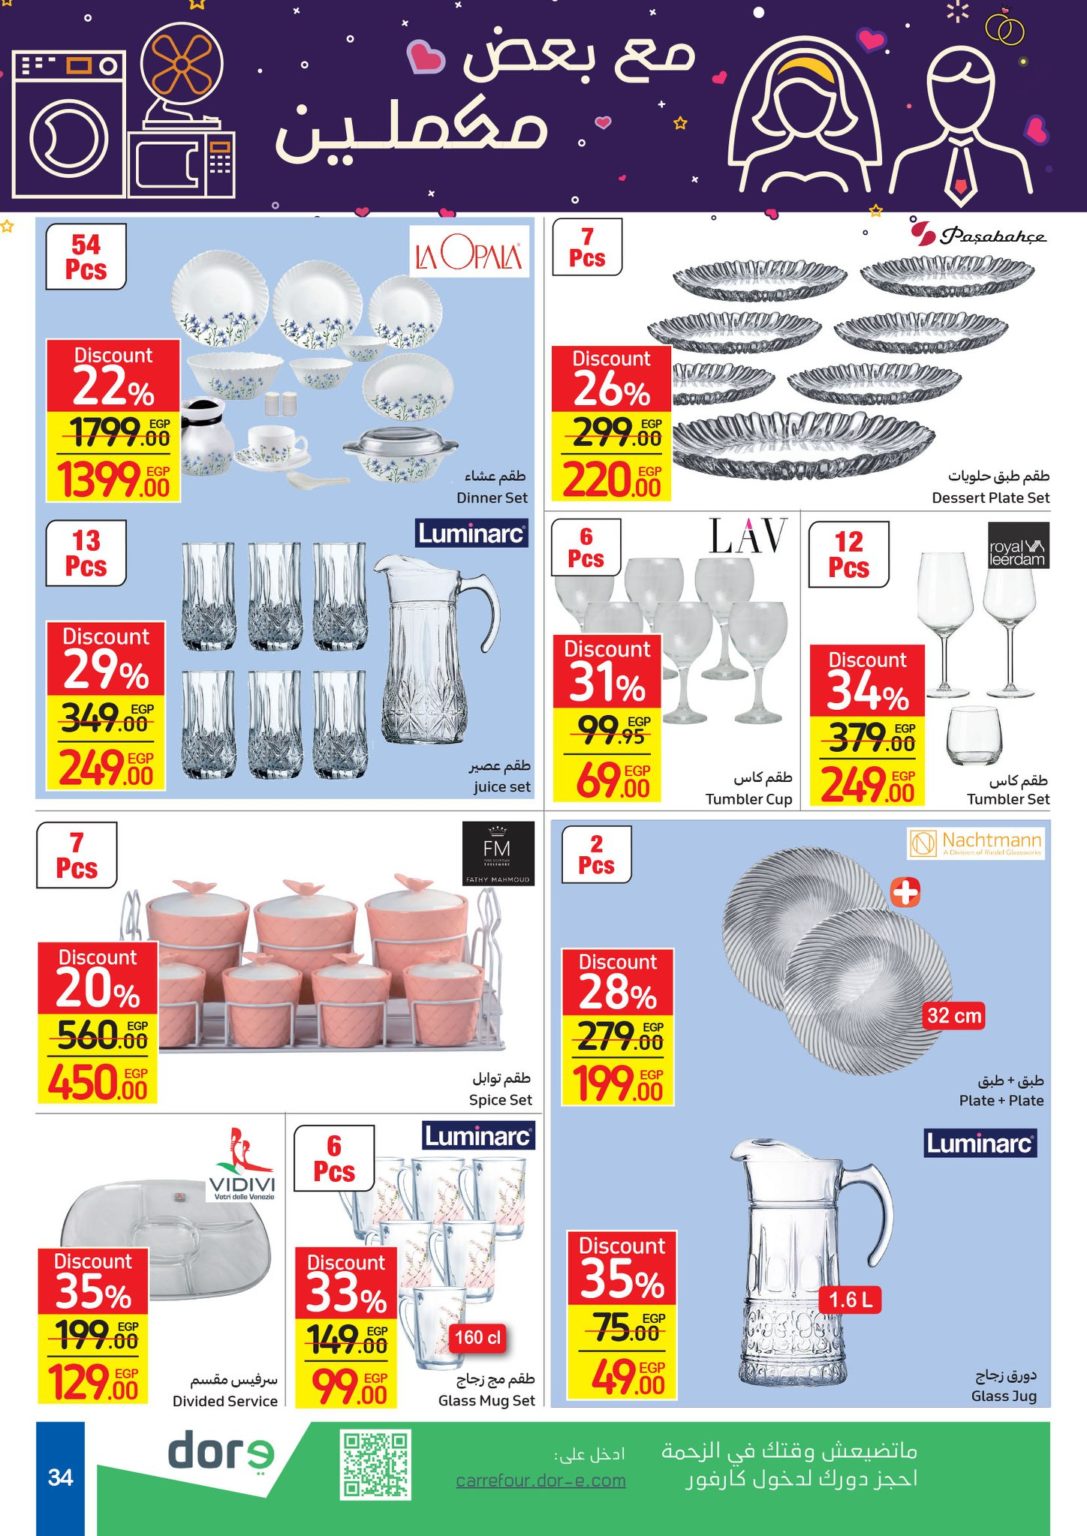 مع بعض
مكملين
54
Pcs
LA OPALA
Discount
22%
1799.00 EGP
1399.00 EGP
طقم عشاء
Dinner Set
7
Pcs
Paşabahçe
Discount
26%
299.00 EGP
220.00 EGP
طقم طبق حلويات
Dessert Plate Set
13
Pcs
Luminarc
Discount
29%
349.00 EGP
249.00 EGP
طقم عصير
juice set
6
Pcs
LAV
Discount
31%
99.95 EGP
69.00 EGP
طقم كاس
Tumbler Cup
12
Pcs
royal
leerdam
Discount
34%
379.00 EGP
249.00 EGP
طقم كاس
Tumbler Set
7
Pcs
FM
FATHY MAHMOUD
Discount
20%
560.00 EGP
450.00 EGP
طقم توابل
Spice Set
2
Pcs
Nachtmann
A Division of Riedel Glassworks
Discount
28%
279.00 EGP
199.00 EGP
32 cm
طبق + طبق
Plate + Plate
VIDIVI
Vetri delle Venezie
Discount
35%
199.00 EGP
129.00 EGP
سرفيس مقسم
Divided Service
6
Pcs
Luminarc
Discount
33%
149.00 EGP
99.00 EGP
160 cl
طقم مج زجاج
Glass Mug Set
Luminarc
Discount
35%
75.00 EGP
49.00 EGP
1.6 L
دورق زجاج
Glass Jug
34
dore
ادخل على:
carrefour.dor-e.com
ماتضيعش وقتك في الزحمة
احجز دورك لدخول كارفور